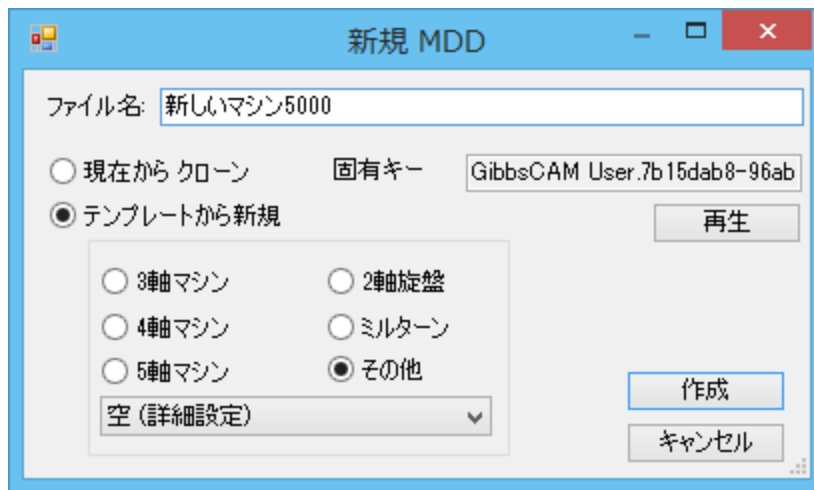 新規 MDD
ファイル名: 新しいマシン5000
現在から クローン 固有キー GibbsCAM User.7b15dab8-96ab
テンプレートから新規 再生
3軸マシン 2軸旋盤
4軸マシン ミルターン
5軸マシン その他
空 (詳細設定)
作成
キャンセル